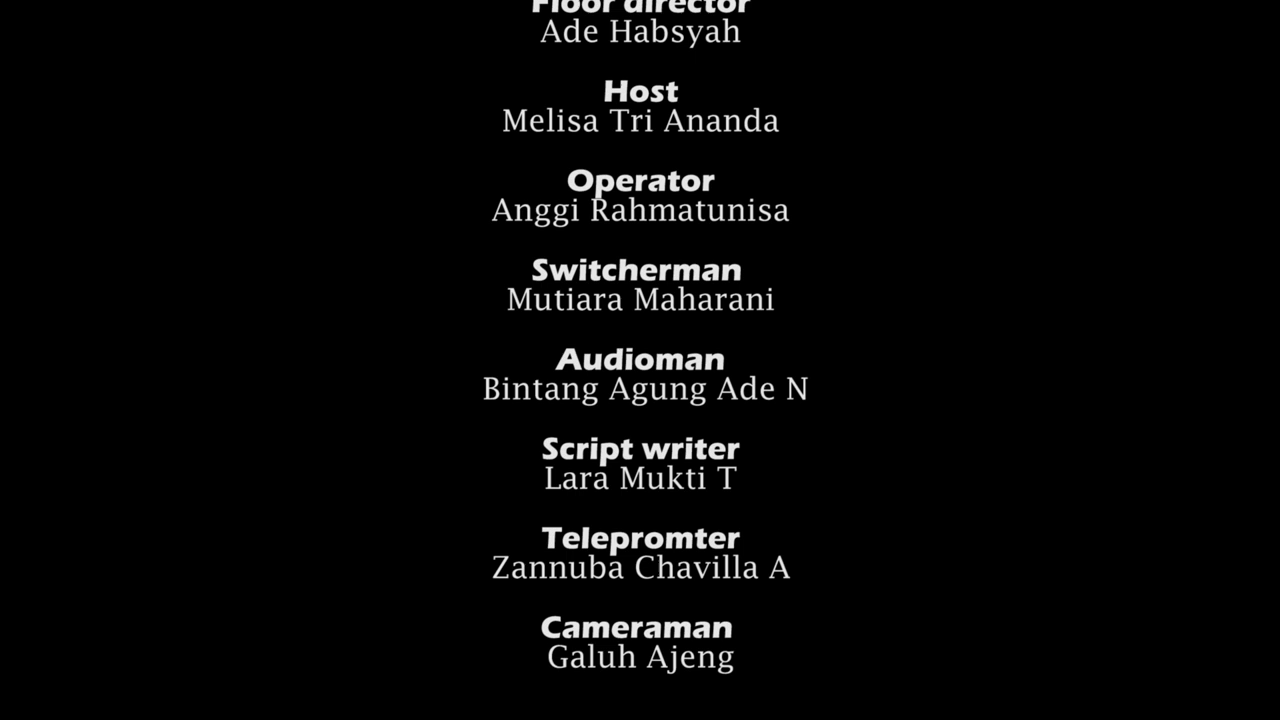 Floor director
Ade Habsyah
Host
Melisa Tri Ananda
Operator
Anggi Rahmatunisa
Switcherman
Mutiara Maharani
Audioman
Bintang Agung Ade N
Script writer
Lara Mukti T
Telepromter
Zannuba Chavilla A
Cameraman
Galuh Ajeng